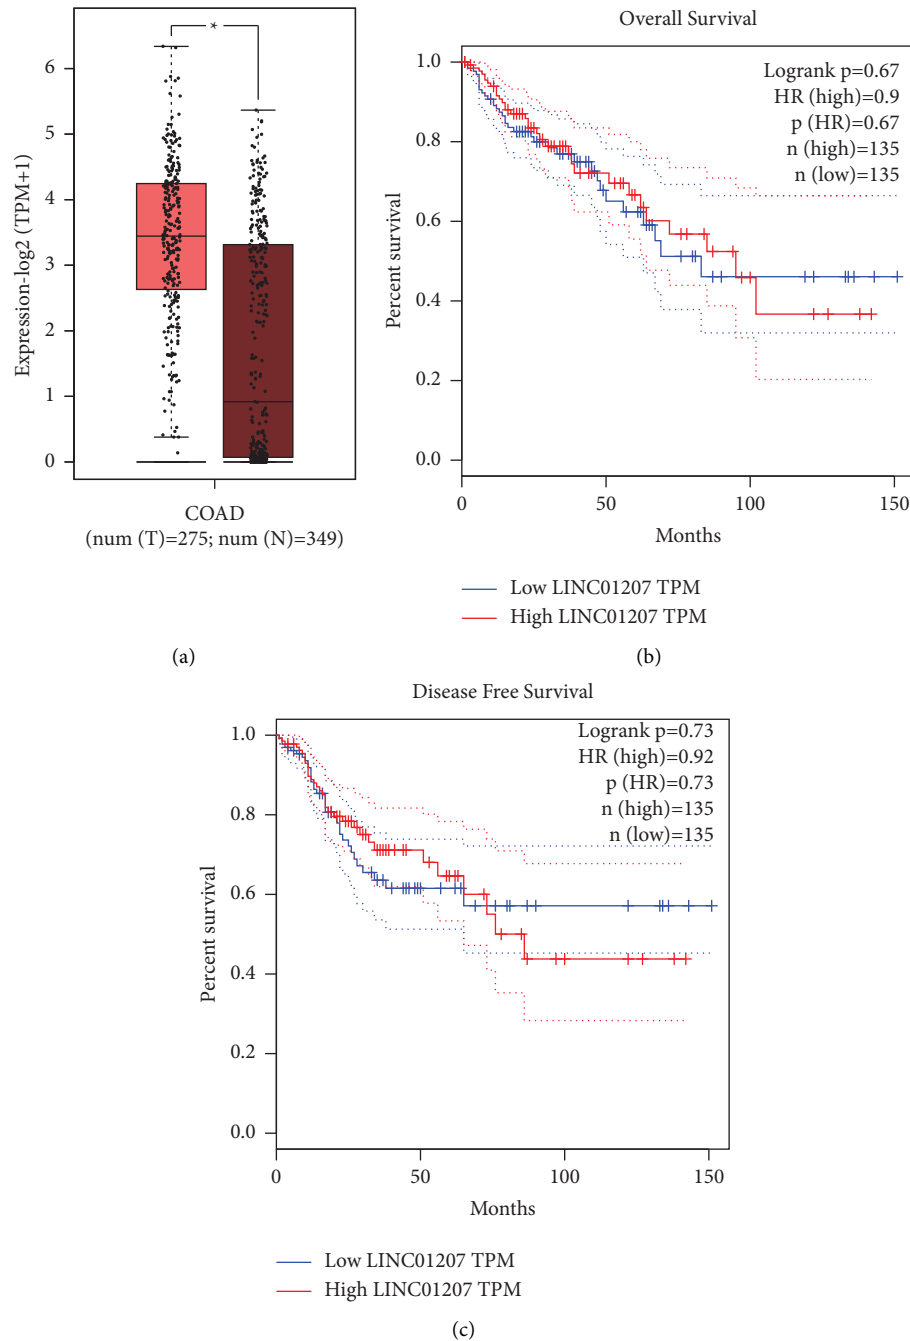 *
6
5
4
3
2
1
0
Expression-log2 (TPM+1)
COAD
(num (T)=275; num (N)=349)
(a)
Overall Survival
1.0
0.8
0.6
0.4
0.2
0.0
Percent survival
Logrank p=0.67
HR (high)=0.9
p (HR)=0.67
n (high)=135
n (low)=135
0 50 100 150
Months
Low LINC01207 TPM
High LINC01207 TPM
(b)
Disease Free Survival
1.0
0.8
0.6
0.4
0.2
0.0
Percent survival
Logrank p=0.73
HR (high)=0.92
p (HR)=0.73
n (high)=135
n (low)=135
0 50 100 150
Months
Low LINC01207 TPM
High LINC01207 TPM
(c)